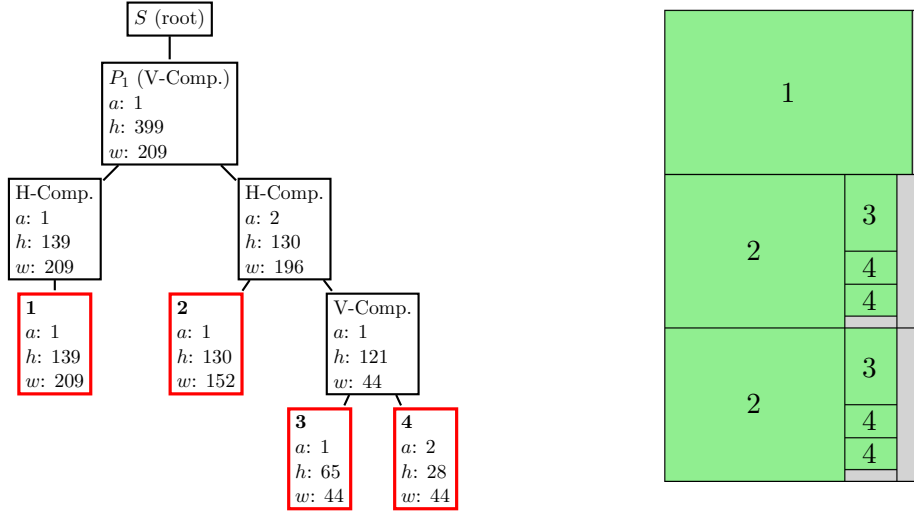 S (root)
P₁ (V-Comp.)
a: 1
h: 399
w: 209
H-Comp.
a: 1
h: 139
w: 209
H-Comp.
a: 2
h: 130
w: 196
1
a: 1
h: 139
w: 209
2
a: 1
h: 130
w: 152
V-Comp.
a: 1
h: 121
w: 44
3
a: 1
h: 65
w: 44
4
a: 2
h: 28
w: 44
1
2
3
4
4
2
3
4
4